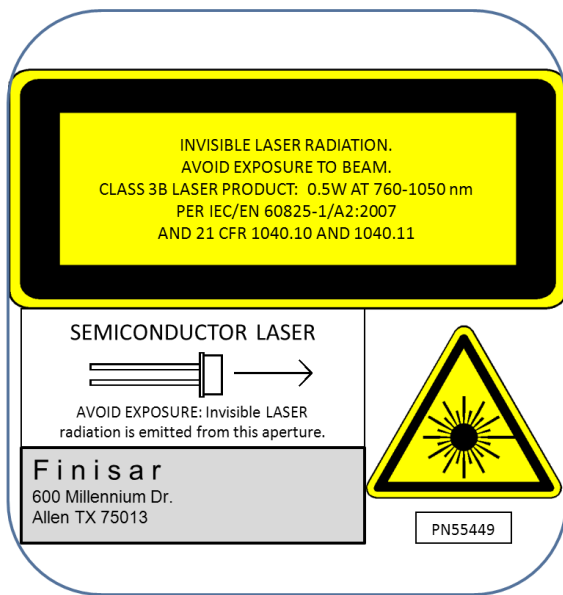 INVISIBLE LASER RADIATION.
AVOID EXPOSURE TO BEAM.
CLASS 3B LASER PRODUCT: 0.5W AT 760-1050 nm
PER IEC/EN 60825-1/A2:2007
AND 21 CFR 1040.10 AND 1040.11
SEMICONDUCTOR LASER
AVOID EXPOSURE: Invisible LASER
radiation is emitted from this aperture.
Finisar
600 Millennium Dr.
Allen TX 75013
PN55449